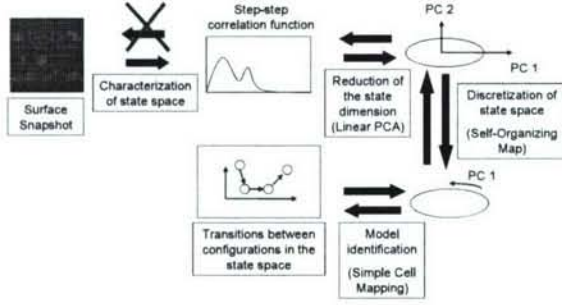 Step-step
correlation function
PC 2
PC 1
Surface
Snapshot
Characterization
of state space
Reduction of
the state
dimension
(Linear PCA)
Discretization of
state space
(Self-Organizing
Map)
PC 1
Transitions between
configurations in the
state space
Model
identification
(Simple Cell
Mapping)